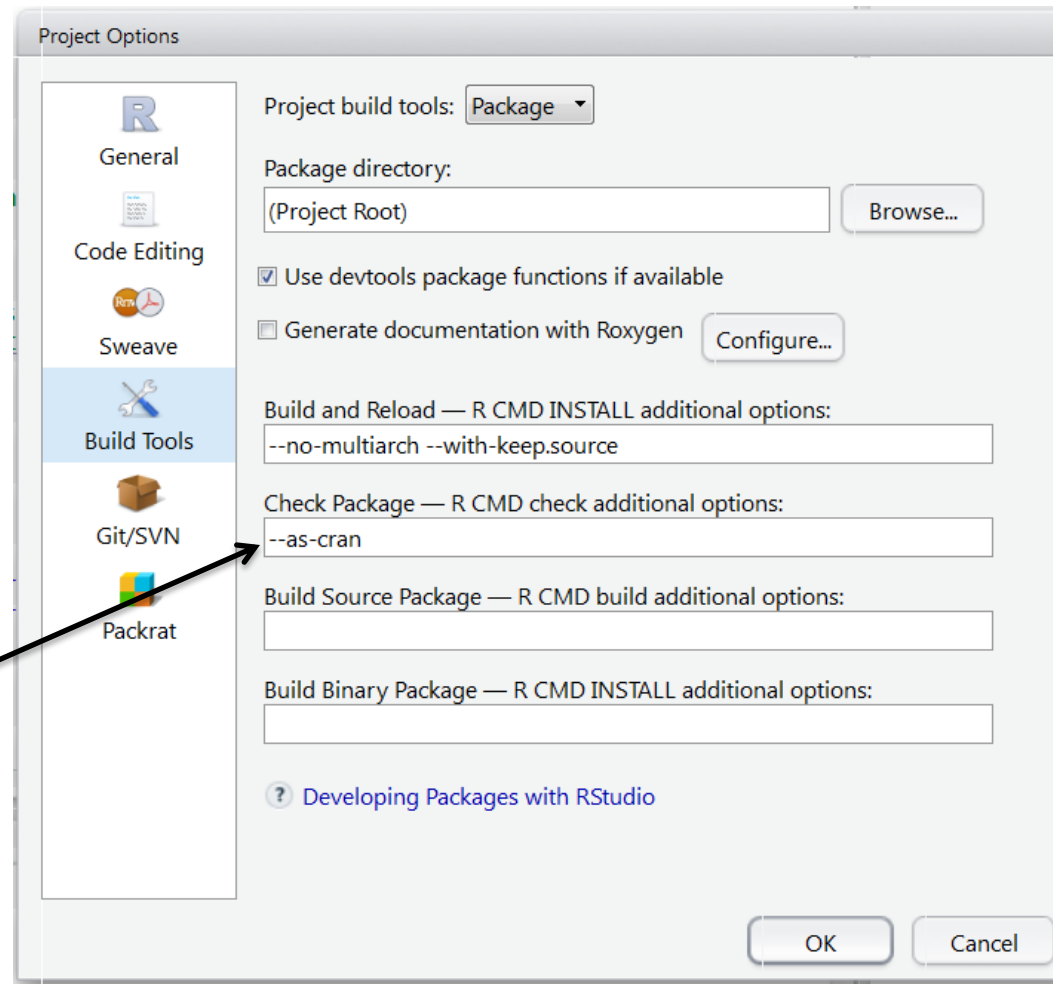 Project Options
General
Code Editing
Sweave
Build Tools
Git/SVN
Packrat
Project build tools: Package
Package directory:
(Project Root)
Browse...
Use devtools package functions if available
Generate documentation with Roxygen
Configure...
Build and Reload — R CMD INSTALL additional options:
--no-multiarch --with-keep.source
Check Package — R CMD check additional options:
--as-cran
Build Source Package — R CMD build additional options:
Build Binary Package — R CMD INSTALL additional options:
? Developing Packages with RStudio
OK
Cancel